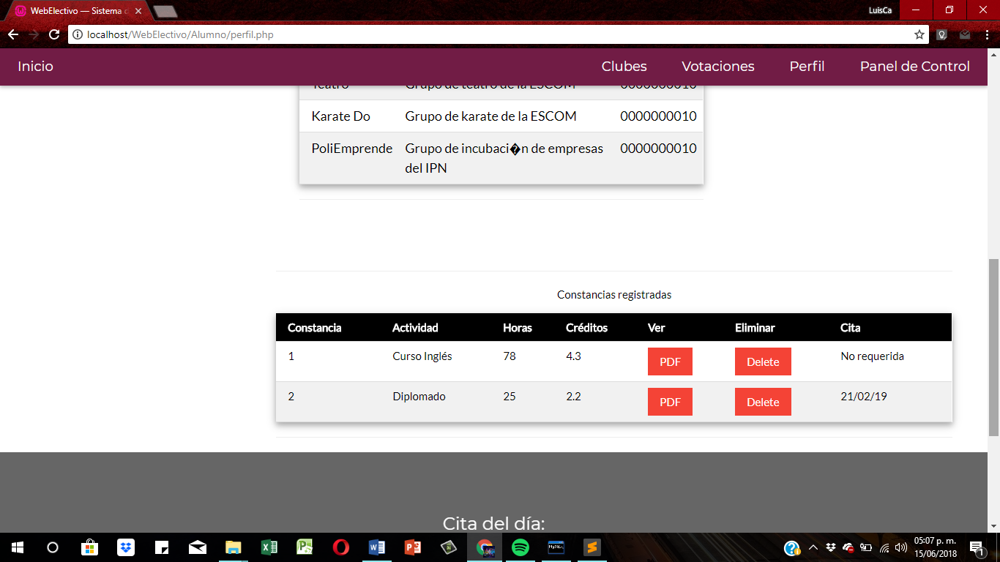 WebElectivo — Sistema d
LuisCa
localhost/WebElectivo/Alumno/perfil.php
Inicio Clubes Votaciones Perfil Panel de Control
Teatro Grupo de teatro de la ESCOM 0000000010
Karate Do Grupo de karate de la ESCOM 0000000010
PoliEmprende Grupo de incubaci�n de empresas 0000000010
del IPN
Constancias registradas
Constancia Actividad Horas Créditos Ver Eliminar Cita
1 Curso Inglés 78 4.3 PDF Delete No requerida
2 Diplomado 25 2.2 PDF Delete 21/02/19
Cita del día:
MySQL
05:07 p. m.
15/06/2018
1